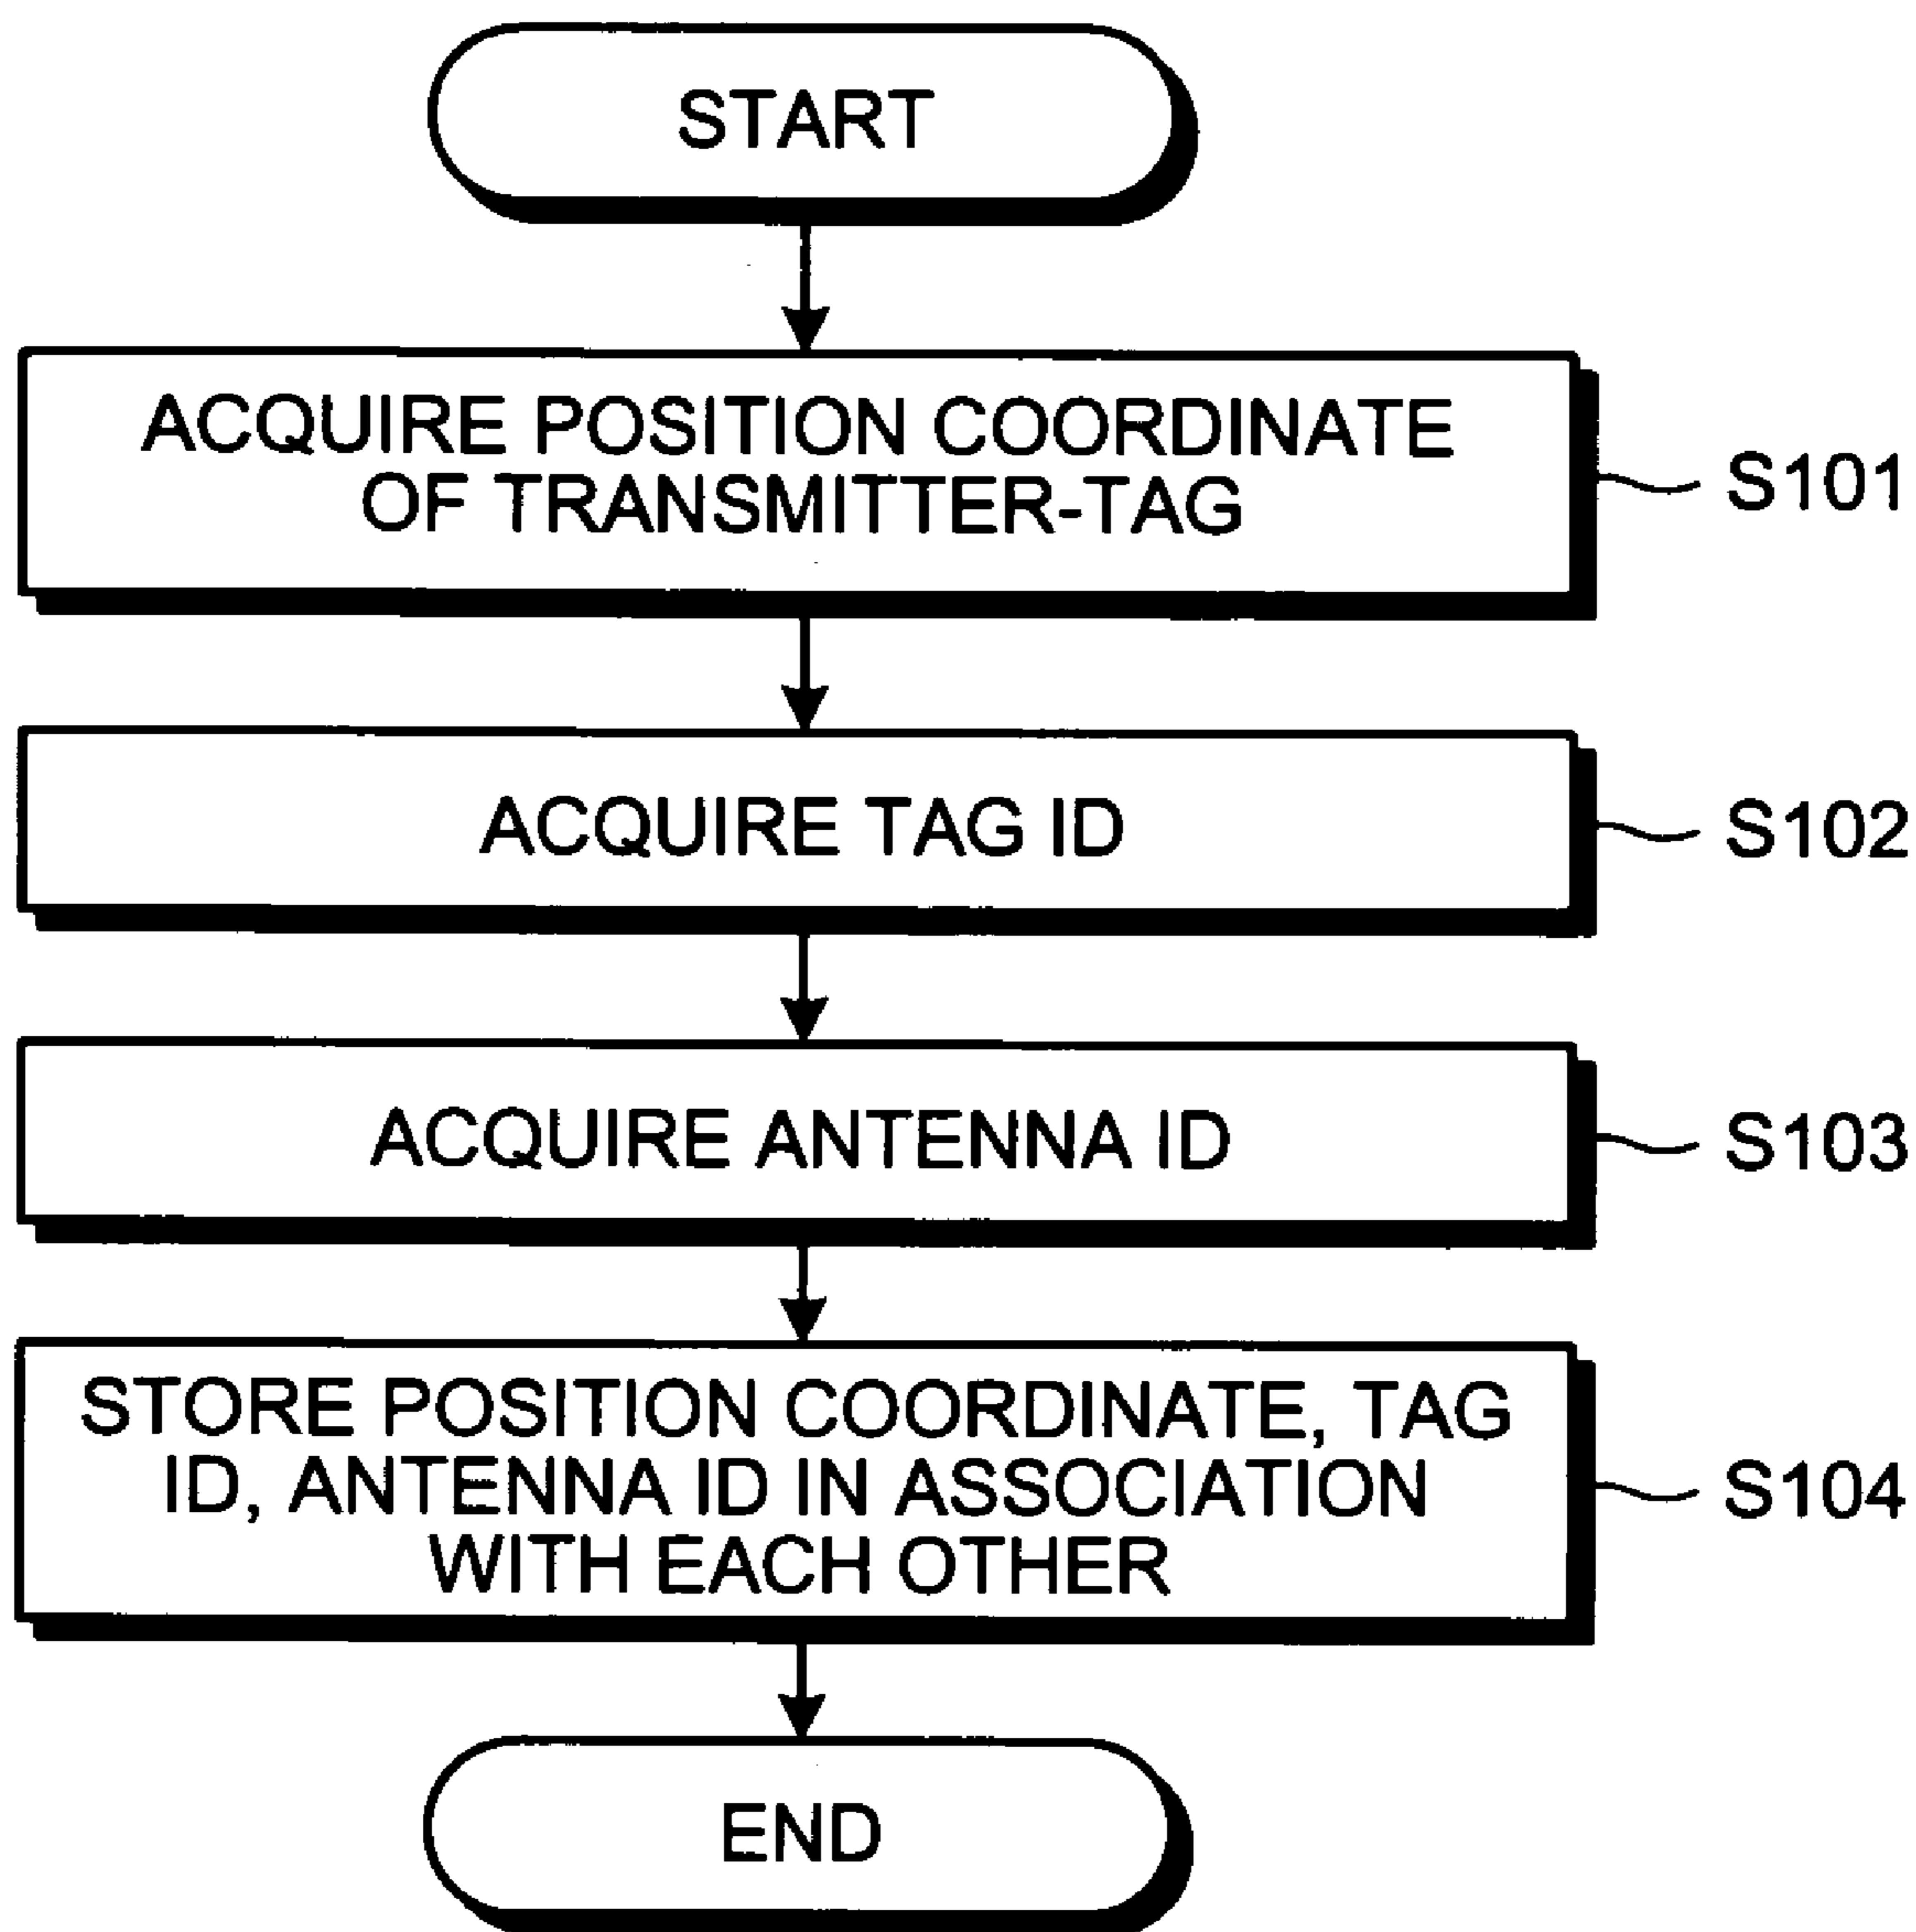 START
ACQUIRE POSITION COORDINATE
OF TRANSMITTER-TAG
S101
ACQUIRE TAG ID
S102
ACQUIRE ANTENNA ID
S103
STORE POSITION COORDINATE, TAG
ID, ANTENNA ID IN ASSOCIATION
WITH EACH OTHER
S104
END